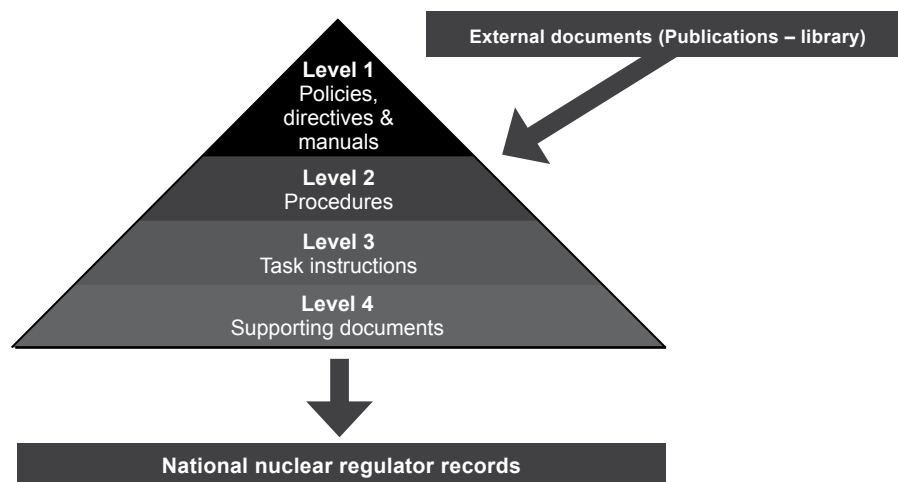 External documents (Publications – library)
Level 1
Policies,
directives &
manuals
Level 2
Procedures
Level 3
Task instructions
Level 4
Supporting documents
National nuclear regulator records